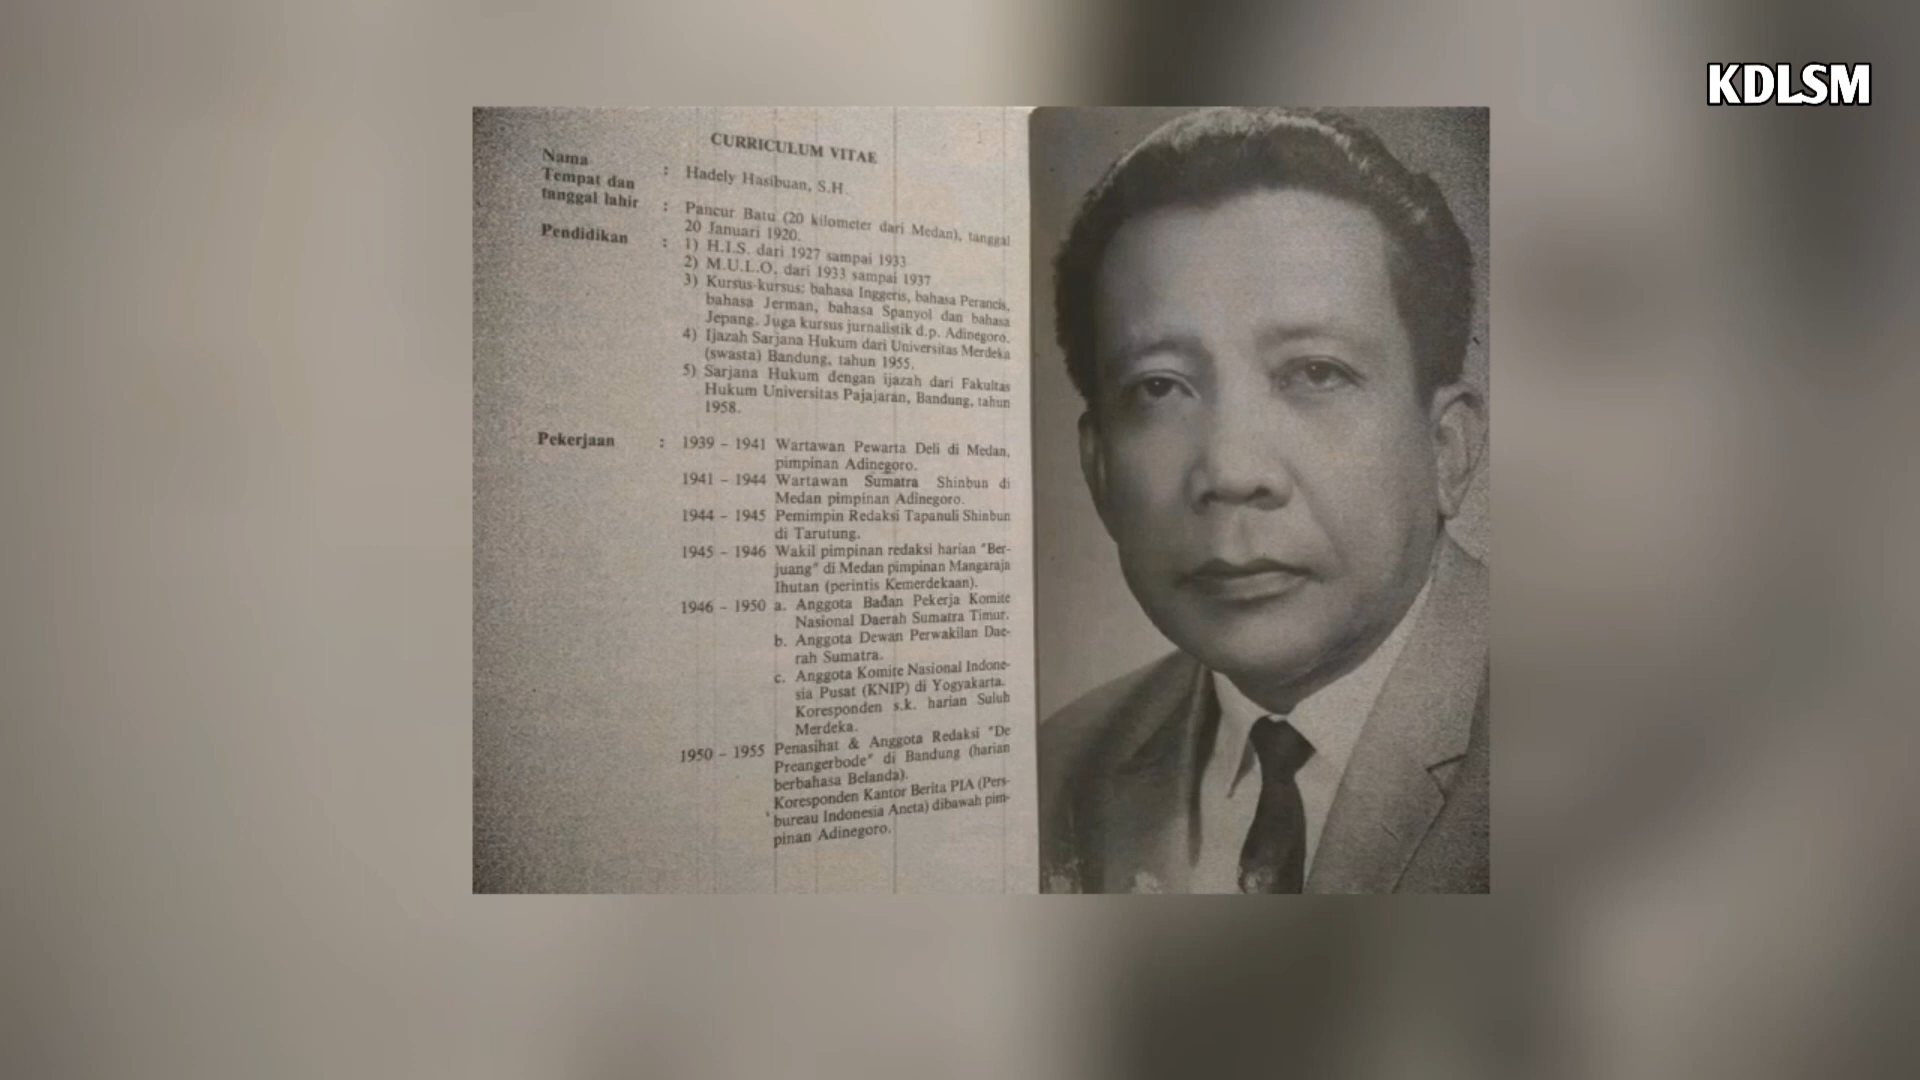 KDLSM
CURRICULUM VITAE
Nama : Hadely Hasibuan, S.H.
Tempat dan
tanggal lahir : Pancur Batu (20 kilometer dari Medan), tanggal
20 Januari 1920.
Pendidikan : 1) H.I.S. dari 1927 sampai 1933
2) M.U.L.O. dari 1933 sampai 1937
3) Kursus-kursus: bahasa Inggeris, bahasa Perancis,
bahasa Jerman, bahasa Spanyol dan bahasa
Jepang. Juga kursus jurnalistik d.p. Adinegoro.
4) Ijazah Sarjana Hukum dari Universitas Merdeka
(swasta) Bandung, tahun 1955.
5) Sarjana Hukum dengan ijazah dari Fakultas
Hukum Universitas Pajajaran, Bandung, tahun
1958.
Pekerjaan : 1939 – 1941 Wartawan Pewarta Deli di Medan,
pimpinan Adinegoro.
1941 – 1944 Wartawan Sumatra Shinbun di
Medan pimpinan Adinegoro.
1944 – 1945 Pemimpin Redaksi Tapanuli Shinbun
di Tarutung.
1945 – 1946 Wakil pimpinan redaksi harian "Ber-
juang" di Medan pimpinan Mangaraja
Ihutan (perintis Kemerdekaan).
1946 – 1950 a. Anggota Badan Pekerja Komite
Nasional Daerah Sumatra Timur.
b. Anggota Dewan Perwakilan Dae-
rah Sumatra.
c. Anggota Komite Nasional Indone-
sia Pusat (KNIP) di Yogyakarta.
Koresponden s.k. harian Suluh
Merdeka.
1950 – 1955 Penasihat & Anggota Redaksi "De
Preangerbode" di Bandung (harian
berbahasa Belanda).
Koresponden Kantor Berita PIA (Pers-
bureau Indonesia Aneta) dibawah pim-
pinan Adinegoro.